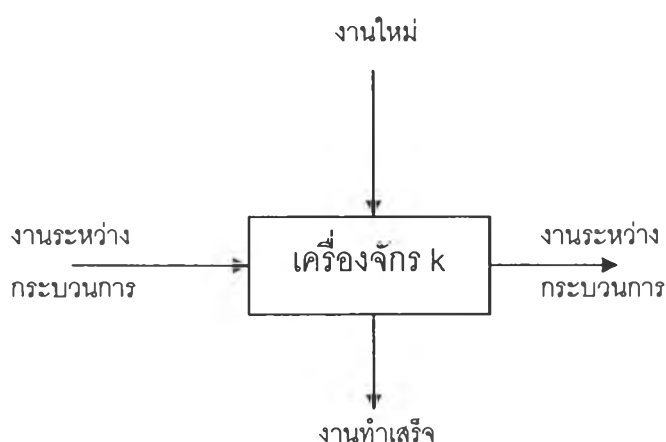 งานใหม่
งานระหว่าง
กระบวนการ
เครื่องจักร k
งานระหว่าง
กระบวนการ
งานทำเสร็จ